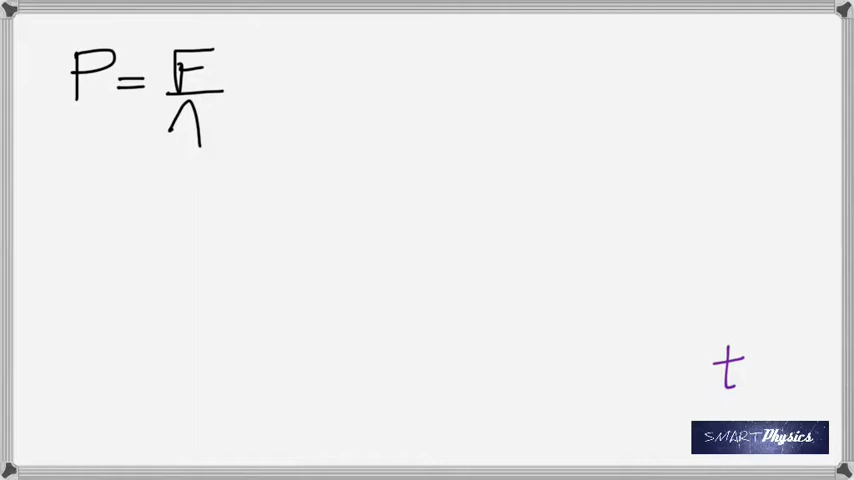 P = F/Λ
t
SMARTPhysics